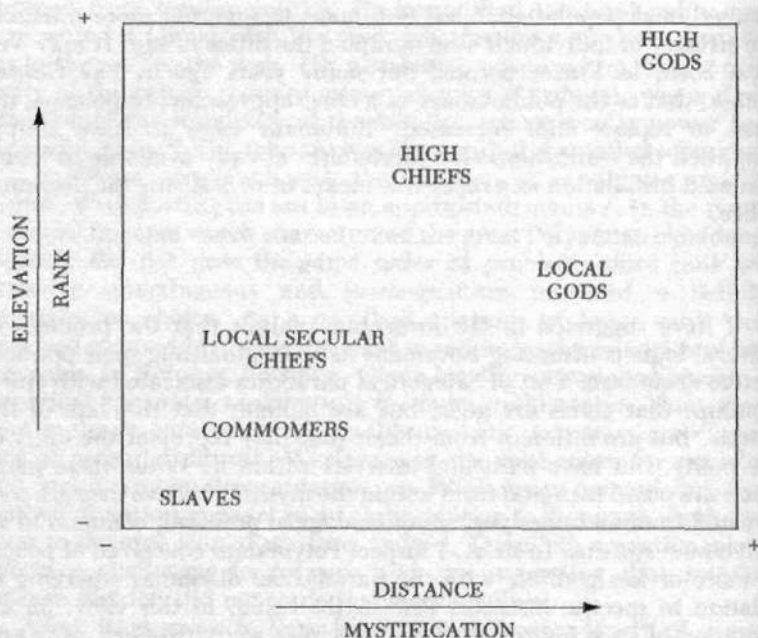 +
HIGH
GODS
HIGH
CHIEFS
LOCAL
GODS
LOCAL SECULAR
CHIEFS
COMMOMERS
SLAVES
ELEVATION
RANK
–
–
+
DISTANCE
MYSTIFICATION